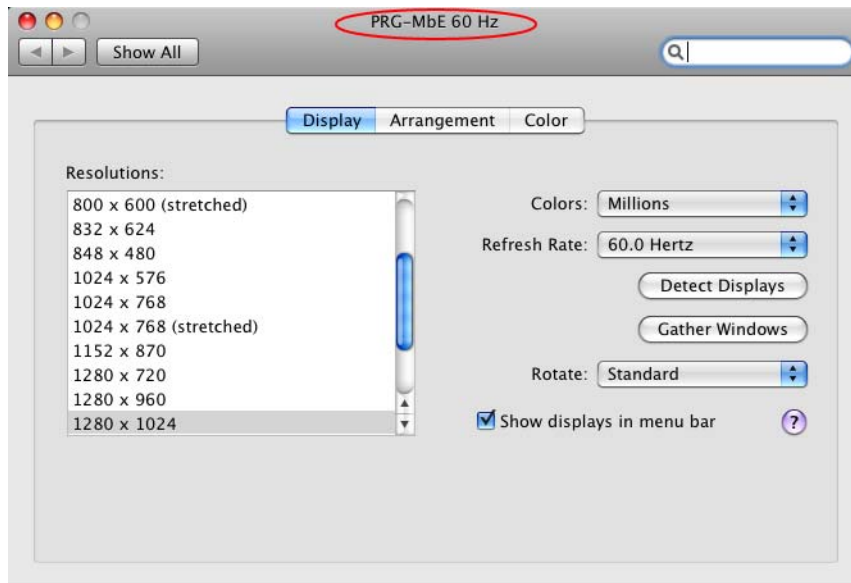 PRG-MbE 60 Hz
Show All
Display Arrangement Color
Resolutions:
800 x 600 (stretched)
832 x 624
848 x 480
1024 x 576
1024 x 768
1024 x 768 (stretched)
1152 x 870
1280 x 720
1280 x 960
1280 x 1024
Colors: Millions
Refresh Rate: 60.0 Hertz
Detect Displays
Gather Windows
Rotate: Standard
Show displays in menu bar ?